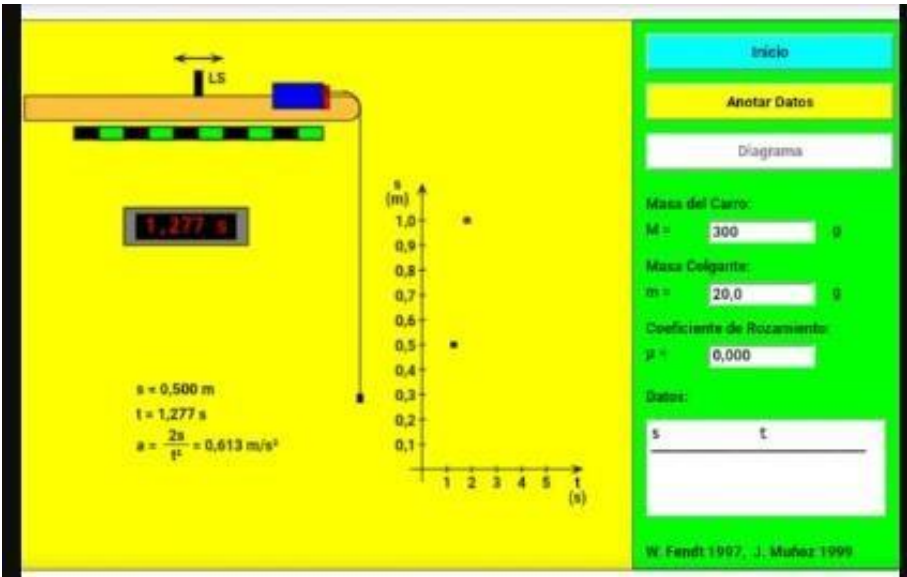 LS
1,277 s
s = 0,500 m
t = 1,277 s
a = 2s/t² = 0,613 m/s²
s
(m)
1,0
0,9
0,8
0,7
0,6
0,5
0,4
0,3
0,2
0,1
1 2 3 4 5 t
(s)
Inicio
Anotar Datos
Diagrama
Masa del Carro:
M = 300 g
Masa Colgante:
m = 20,0 g
Coeficiente de Rozamiento:
μ = 0,000
Datos:
s t
W. Fendt 1997, J. Muñoz 1999